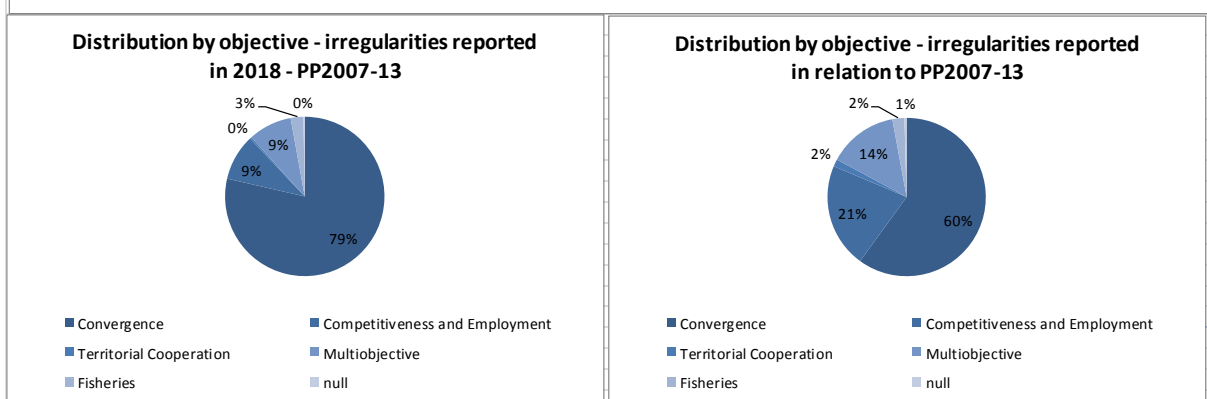 Distribution by objective - irregularities reported
in 2018 - PP2007-13
3%
0%
0%
9%
9%
79%
Convergence
Competitiveness and Employment
Territorial Cooperation
Multiobjective
Fisheries
null
Distribution by objective - irregularities reported
in relation to PP2007-13
2%
1%
2%
14%
21%
60%
Convergence
Competitiveness and Employment
Territorial Cooperation
Multiobjective
Fisheries
null